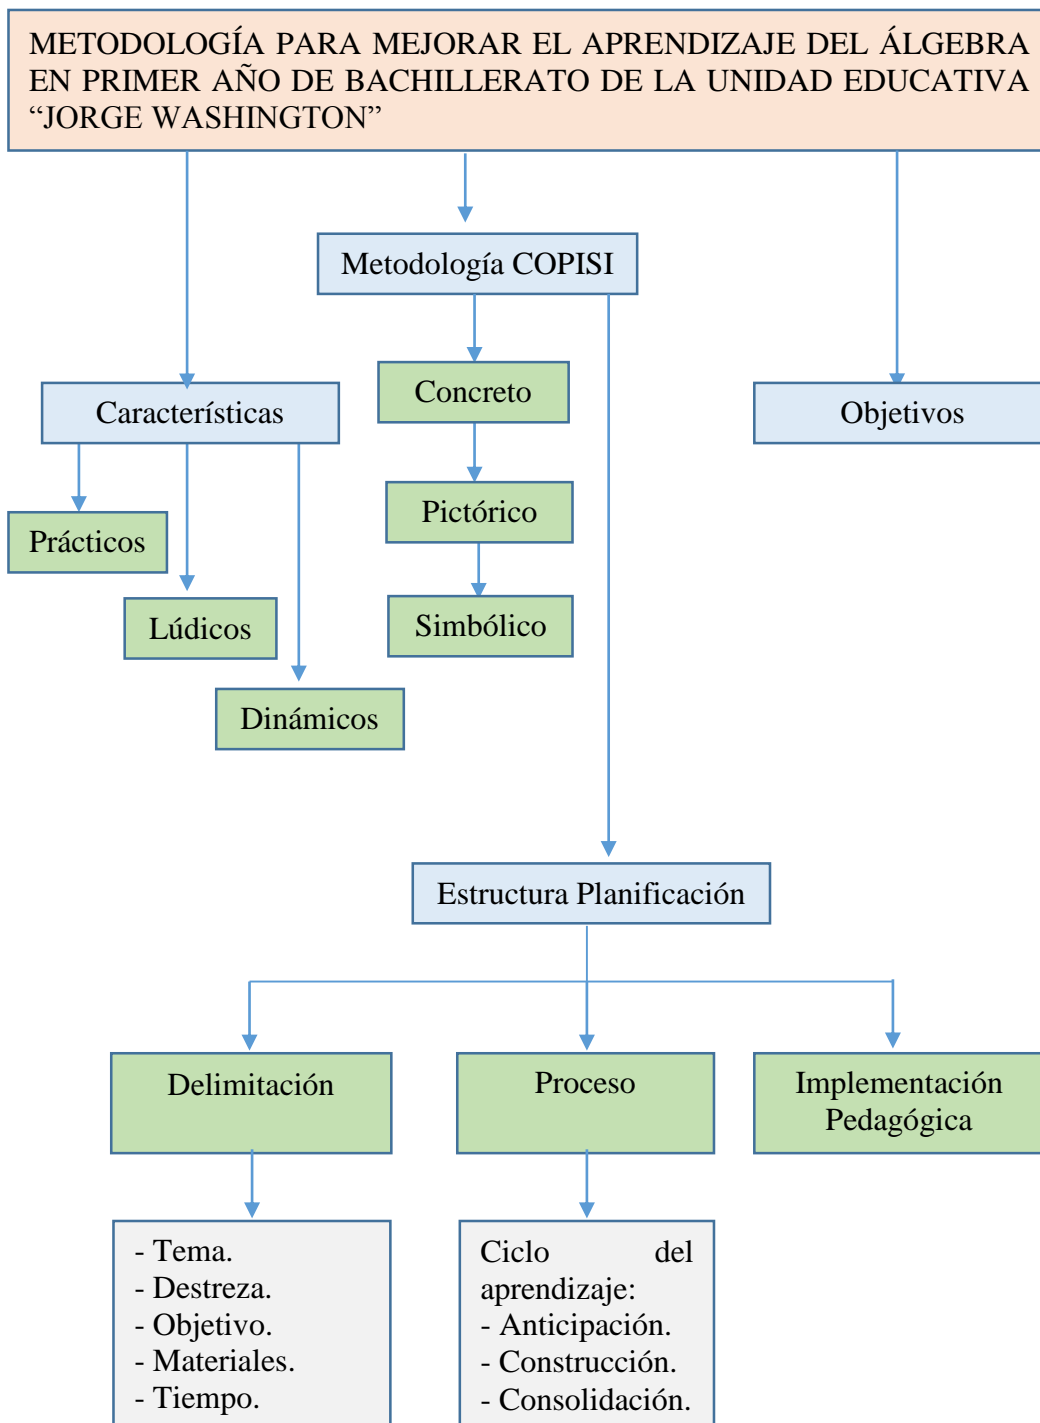 METODOLOGÍA PARA MEJORAR EL APRENDIZAJE DEL ÁLGEBRA
EN PRIMER AÑO DE BACHILLERATO DE LA UNIDAD EDUCATIVA
“JORGE WASHINGTON”
Metodología COPISI
Características
Concreto
Objetivos
Prácticos
Pictórico
Lúdicos
Simbólico
Dinámicos
Estructura Planificación
Delimitación
Proceso
Implementación
Pedagógica
- Tema.
- Destreza.
- Objetivo.
- Materiales.
- Tiempo.
Ciclo del
aprendizaje:
- Anticipación.
- Construcción.
- Consolidación.